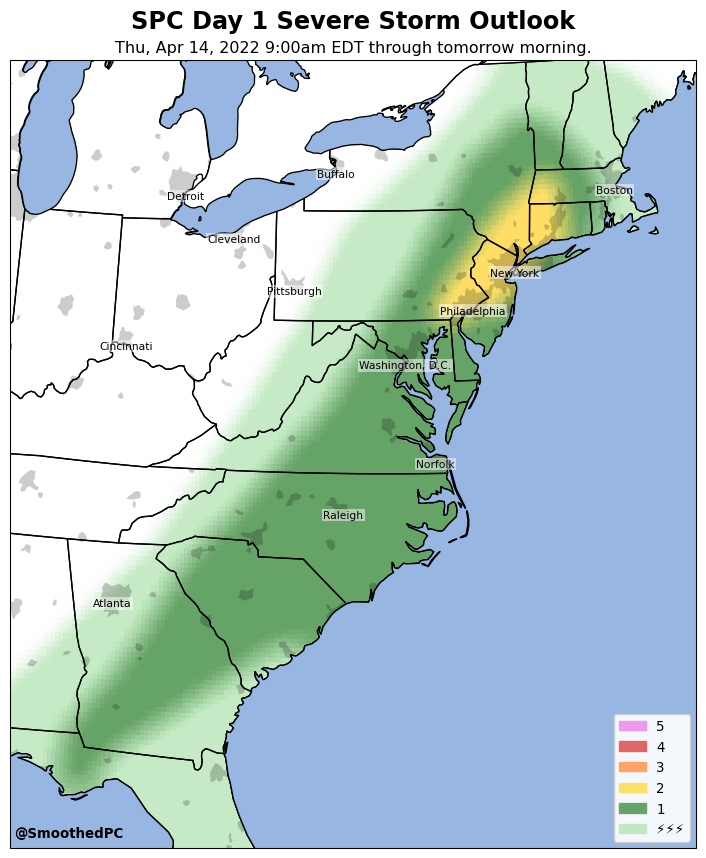 SPC Day 1 Severe Storm Outlook
Thu, Apr 14, 2022 9:00am EDT through tomorrow morning.
Buffalo
Boston
Detroit
Cleveland
New York
Pittsburgh
Philadelphia
Cincinnati
Washington, D.C.
Norfolk
Raleigh
Atlanta
5
4
3
2
1
⚡⚡⚡
@SmoothedPC